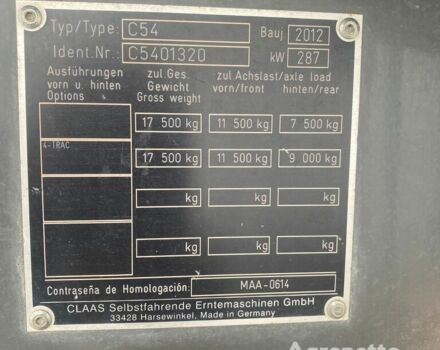 Typ/Type: C54 Bauj 2012
Ident.Nr.: C5401320 kW 287
Ausführungen zul.Ges. zul.Achslast/axle load
vorn u. hinten Gewicht vorn/front hinten/rear
Options Gross weight
17 500 kg 11 500 kg 7 500 kg
4-TRAC 17 500 kg 11 500 kg 9 000 kg
kg kg kg
kg kg kg
Contraseña de Homologación: MAA-0614
CLAAS Selbstfahrende Erntemaschinen GmbH
33428 Harsewinkel, Made in Germany